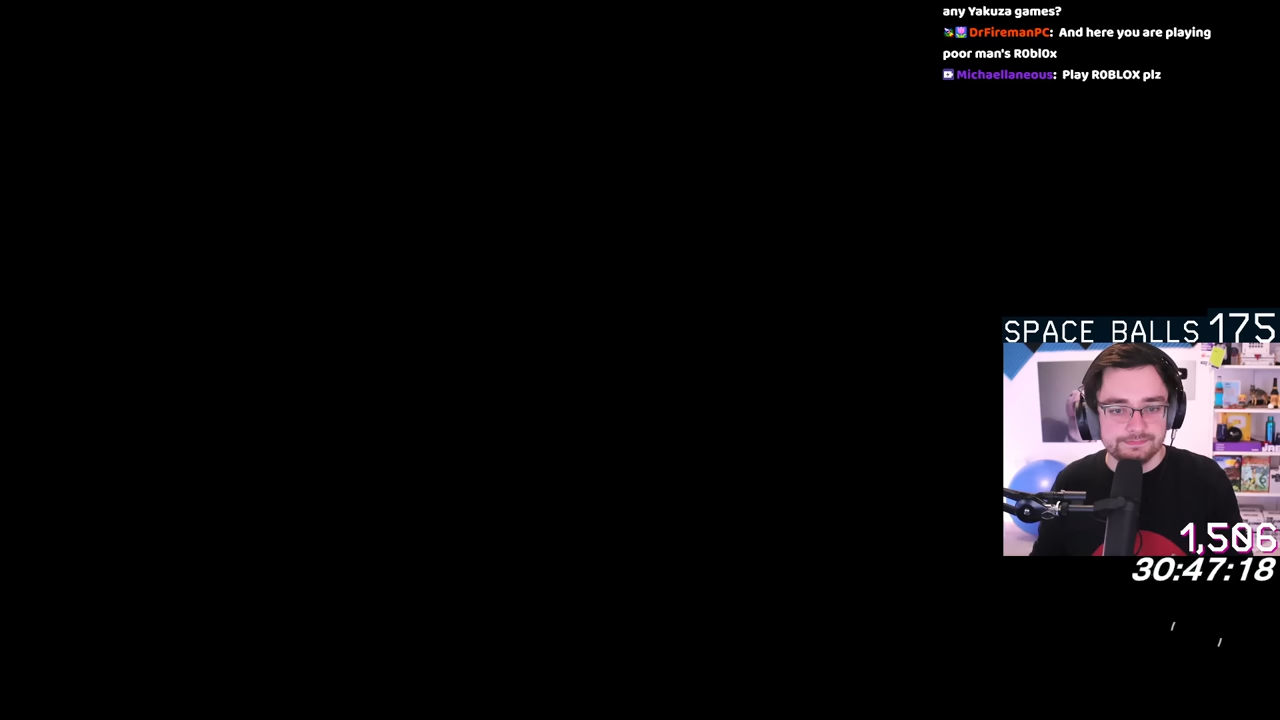 any Yakuza games?
DrFiremanPC: And here you are playing
poor man's R0bl0x
Michaellaneous: Play R0BLOX plz
SPACE BALLS 175
1,506
30:47:18